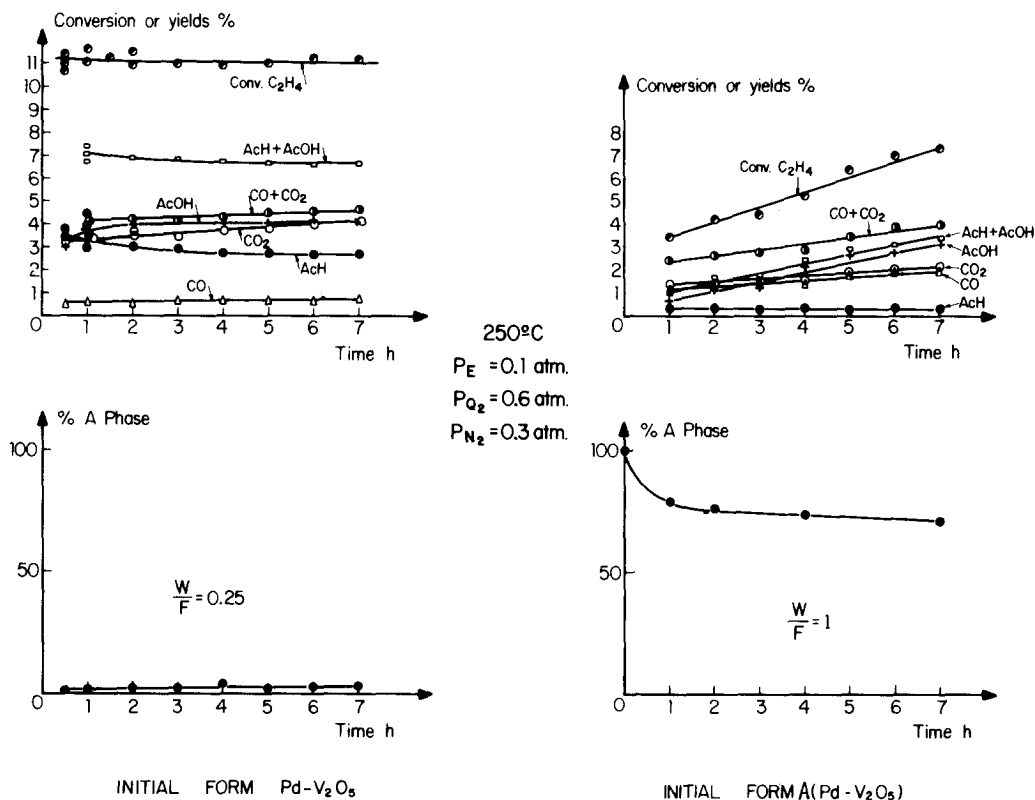 Conversion or yields %
11
10
9
8
7
6
5
4
3
2
1
0
Conv. C2H4
AcH+AcOH
CO+CO2
AcOH
CO2
AcH
CO
1 2 3 4 5 6 7
Time h
Conversion or yields %
8
7
6
5
4
3
2
1
0
Conv. C2H4
CO+CO2
AcH+AcOH
AcOH
CO2
CO
AcH
1 2 3 4 5 6 7
Time h
250ºC
PE = 0.1 atm.
PO2 = 0.6 atm.
PN2 = 0.3 atm.
% A Phase
100
50
0
W/F = 0.25
1 2 3 4 5 6 7
Time h
INITIAL FORM Pd-V2O5
% A Phase
100
50
0
W/F = 1
0 1 2 3 4 5 6 7
Time h
INITIAL FORM A(Pd-V2O5)